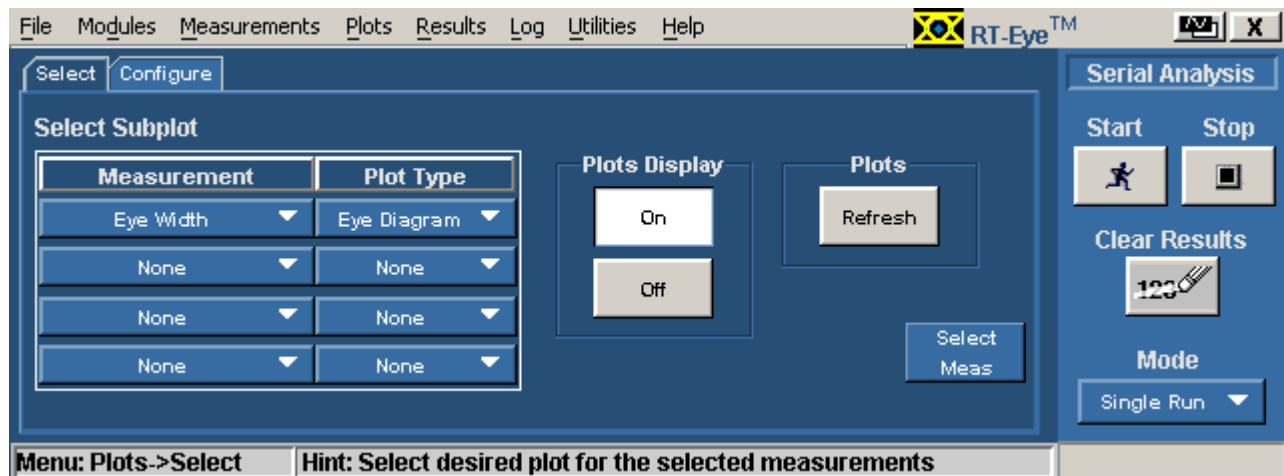 File Modules Measurements Plots Results Log Utilities Help RT-Eye™ X
Select Configure
Serial Analysis
Select Subplot
Start Stop
Measurement Plot Type
Plots Display
Plots
Eye Width Eye Diagram
On
Refresh
Clear Results
None None
Off
123
None None
Select
Meas
None None
Mode
Single Run
Menu: Plots->Select Hint: Select desired plot for the selected measurements